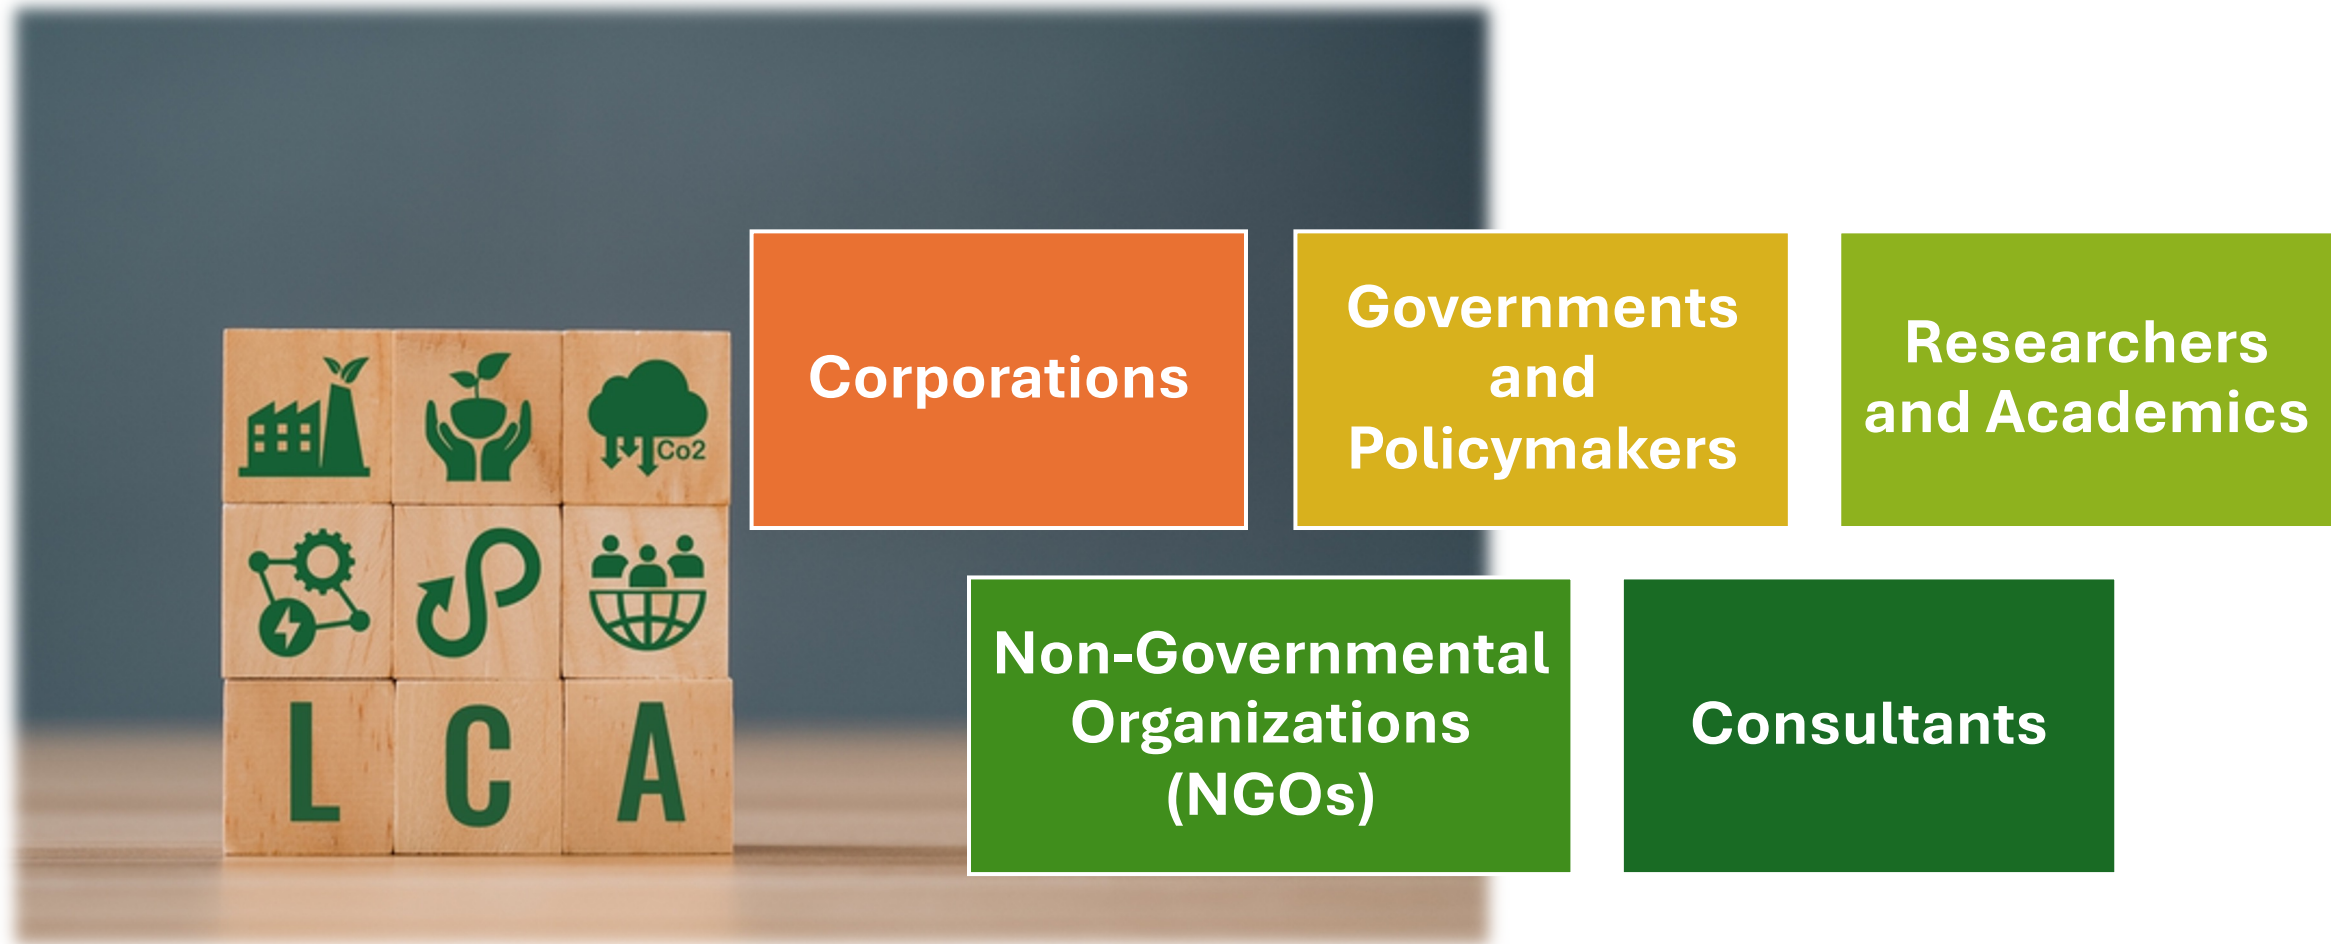 Corporations
Governments
and
Policymakers
Researchers
and Academics
Co2
L C A
Non-Governmental
Organizations
(NGOs)
Consultants